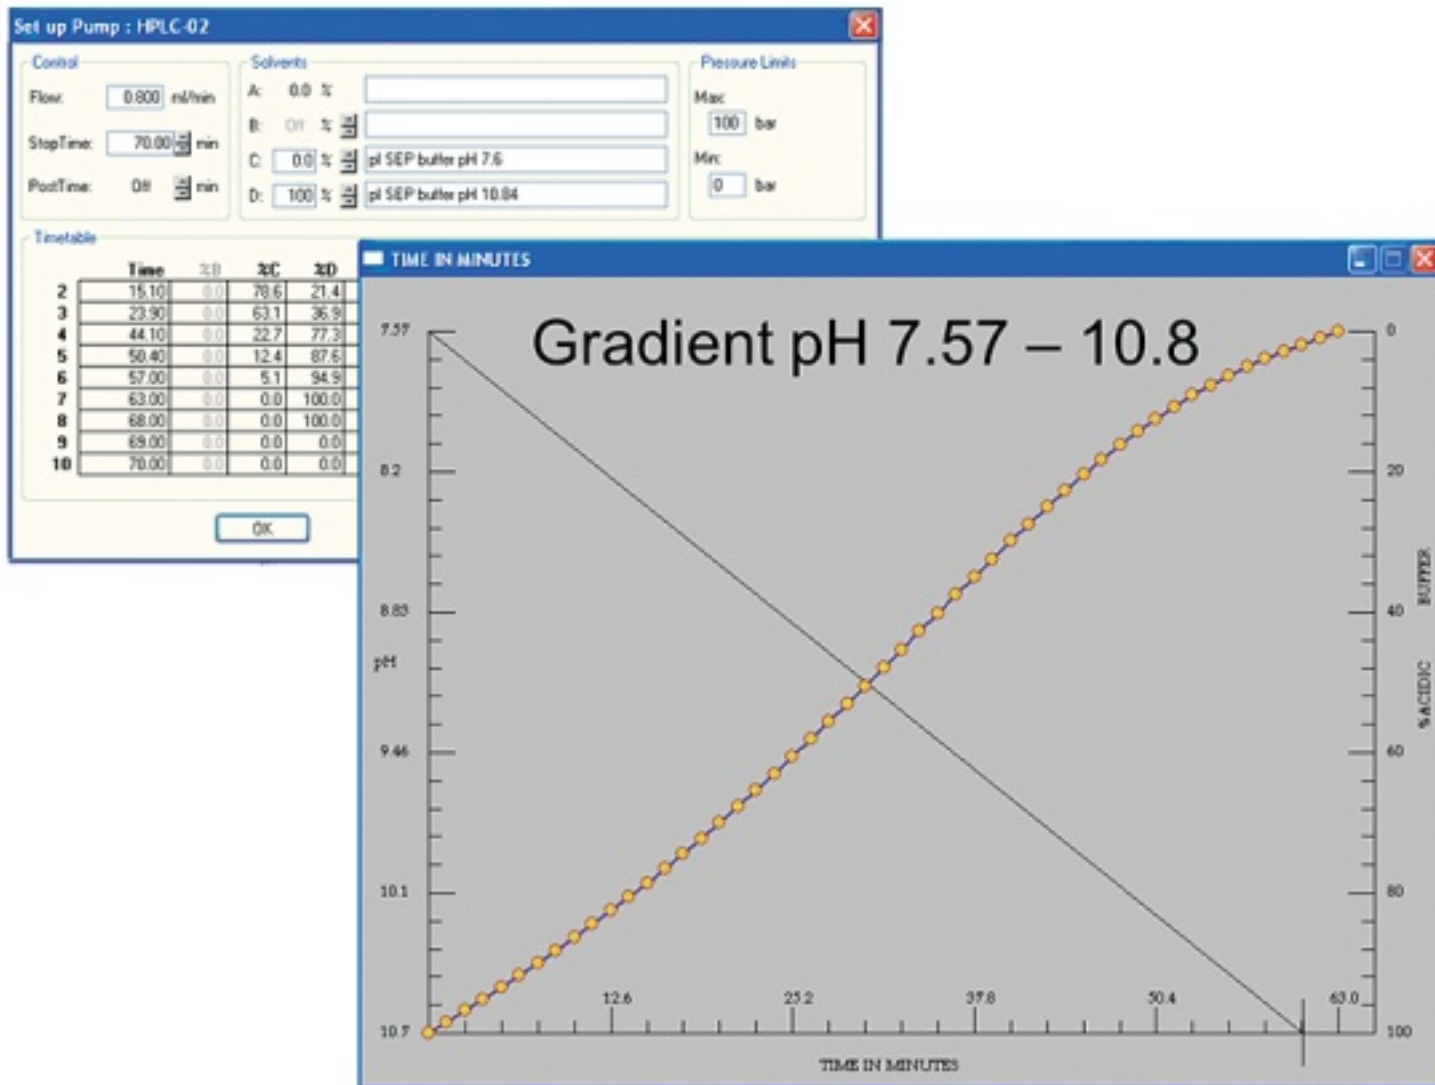 Set up Pump : HPLC-02
Control
Flow: 0.800 ml/min
StopTime: 70.00 min
PostTime: Off min
Solvents
A: 0.0 %
B: Off %
C: 0.0 % pI SEP buffer pH 7.6
D: 100 % pI SEP buffer pH 10.84
Pressure Limits
Max:
100 bar
Min:
0 bar
Timetable
Time %B %C %D
2 15.10 0.0 78.6 21.4
3 23.90 0.0 63.1 36.9
4 44.10 0.0 22.7 77.3
5 50.40 0.0 12.4 87.6
6 57.00 0.0 5.1 94.9
7 63.00 0.0 0.0 100.0
8 68.00 0.0 0.0 100.0
9 69.00 0.0 0.0 0.0
10 70.00 0.0 0.0 0.0
OK
TIME IN MINUTES
Gradient pH 7.57 – 10.8
7.57
8.2
8.83
pH
9.46
10.1
10.7
12.6 25.2 37.8 50.4 63.0
TIME IN MINUTES
0
20
40
60
80
100
%ACIDIC BUFFER